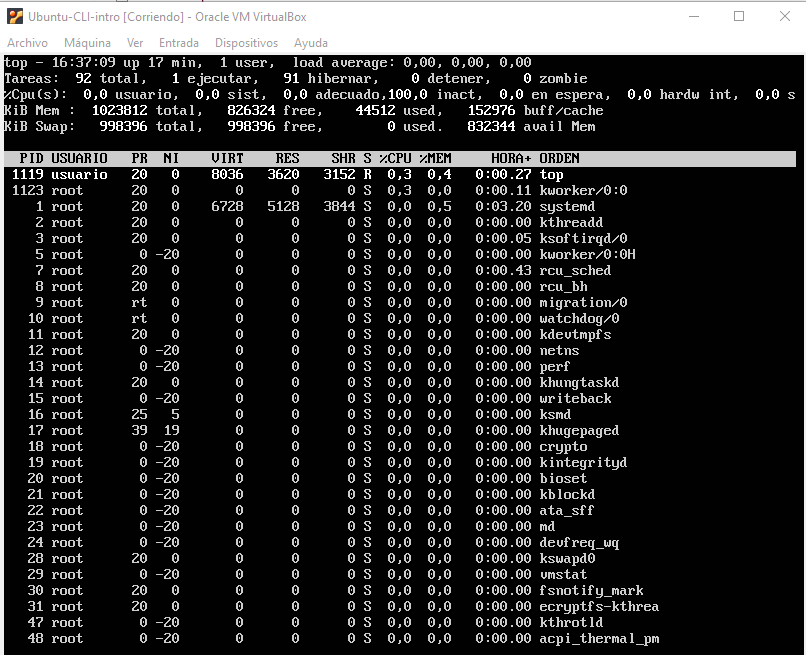 Ubuntu-CLI-intro [Corriendo] - Oracle VM VirtualBox
Archivo Máquina Ver Entrada Dispositivos Ayuda
top - 16:37:09 up 17 min, 1 user, load average: 0,00, 0,00, 0,00
Tareas: 92 total, 1 ejecutar, 91 hibernar, 0 detener, 0 zombie
%Cpu(s): 0,0 usuario, 0,0 sist, 0,0 adecuado,100,0 inact, 0,0 en espera, 0,0 hardw int, 0,0 s
KiB Mem : 1023812 total, 826324 free, 44512 used, 152976 buff/cache
KiB Swap: 998396 total, 998396 free, 0 used. 832344 avail Mem
PID USUARIO PR NI VIRT RES SHR S %CPU %MEM HORA+ ORDEN
1119 usuario 20 0 8036 3620 3152 R 0,3 0,4 0:00.27 top
1123 root 20 0 0 0 0 S 0,3 0,0 0:00.11 kworker/0:0
1 root 20 0 6728 5128 3844 S 0,0 0,5 0:03.20 systemd
2 root 20 0 0 0 0 S 0,0 0,0 0:00.00 kthreadd
3 root 20 0 0 0 0 S 0,0 0,0 0:00.05 ksoftirqd/0
5 root 0 -20 0 0 0 S 0,0 0,0 0:00.00 kworker/0:0H
7 root 20 0 0 0 0 S 0,0 0,0 0:00.43 rcu_sched
8 root 20 0 0 0 0 S 0,0 0,0 0:00.00 rcu_bh
9 root rt 0 0 0 0 S 0,0 0,0 0:00.00 migration/0
10 root rt 0 0 0 0 S 0,0 0,0 0:00.00 watchdog/0
11 root 20 0 0 0 0 S 0,0 0,0 0:00.00 kdevtmpfs
12 root 0 -20 0 0 0 S 0,0 0,0 0:00.00 netns
13 root 0 -20 0 0 0 S 0,0 0,0 0:00.00 perf
14 root 20 0 0 0 0 S 0,0 0,0 0:00.00 khungtaskd
15 root 0 -20 0 0 0 S 0,0 0,0 0:00.00 writeback
16 root 25 5 0 0 0 S 0,0 0,0 0:00.00 ksmd
17 root 39 19 0 0 0 S 0,0 0,0 0:00.00 khugepaged
18 root 0 -20 0 0 0 S 0,0 0,0 0:00.00 crypto
19 root 0 -20 0 0 0 S 0,0 0,0 0:00.00 kintegrityd
20 root 0 -20 0 0 0 S 0,0 0,0 0:00.00 bioset
21 root 0 -20 0 0 0 S 0,0 0,0 0:00.00 kblockd
22 root 0 -20 0 0 0 S 0,0 0,0 0:00.00 ata_sff
23 root 0 -20 0 0 0 S 0,0 0,0 0:00.00 md
24 root 0 -20 0 0 0 S 0,0 0,0 0:00.00 devfreq_wq
28 root 20 0 0 0 0 S 0,0 0,0 0:00.00 kswapd0
29 root 0 -20 0 0 0 S 0,0 0,0 0:00.00 vmstat
30 root 20 0 0 0 0 S 0,0 0,0 0:00.00 fsnotify_mark
31 root 20 0 0 0 0 S 0,0 0,0 0:00.00 ecryptfs-kthrea
47 root 0 -20 0 0 0 S 0,0 0,0 0:00.00 kthrotld
48 root 0 -20 0 0 0 S 0,0 0,0 0:00.00 acpi_thermal_pm